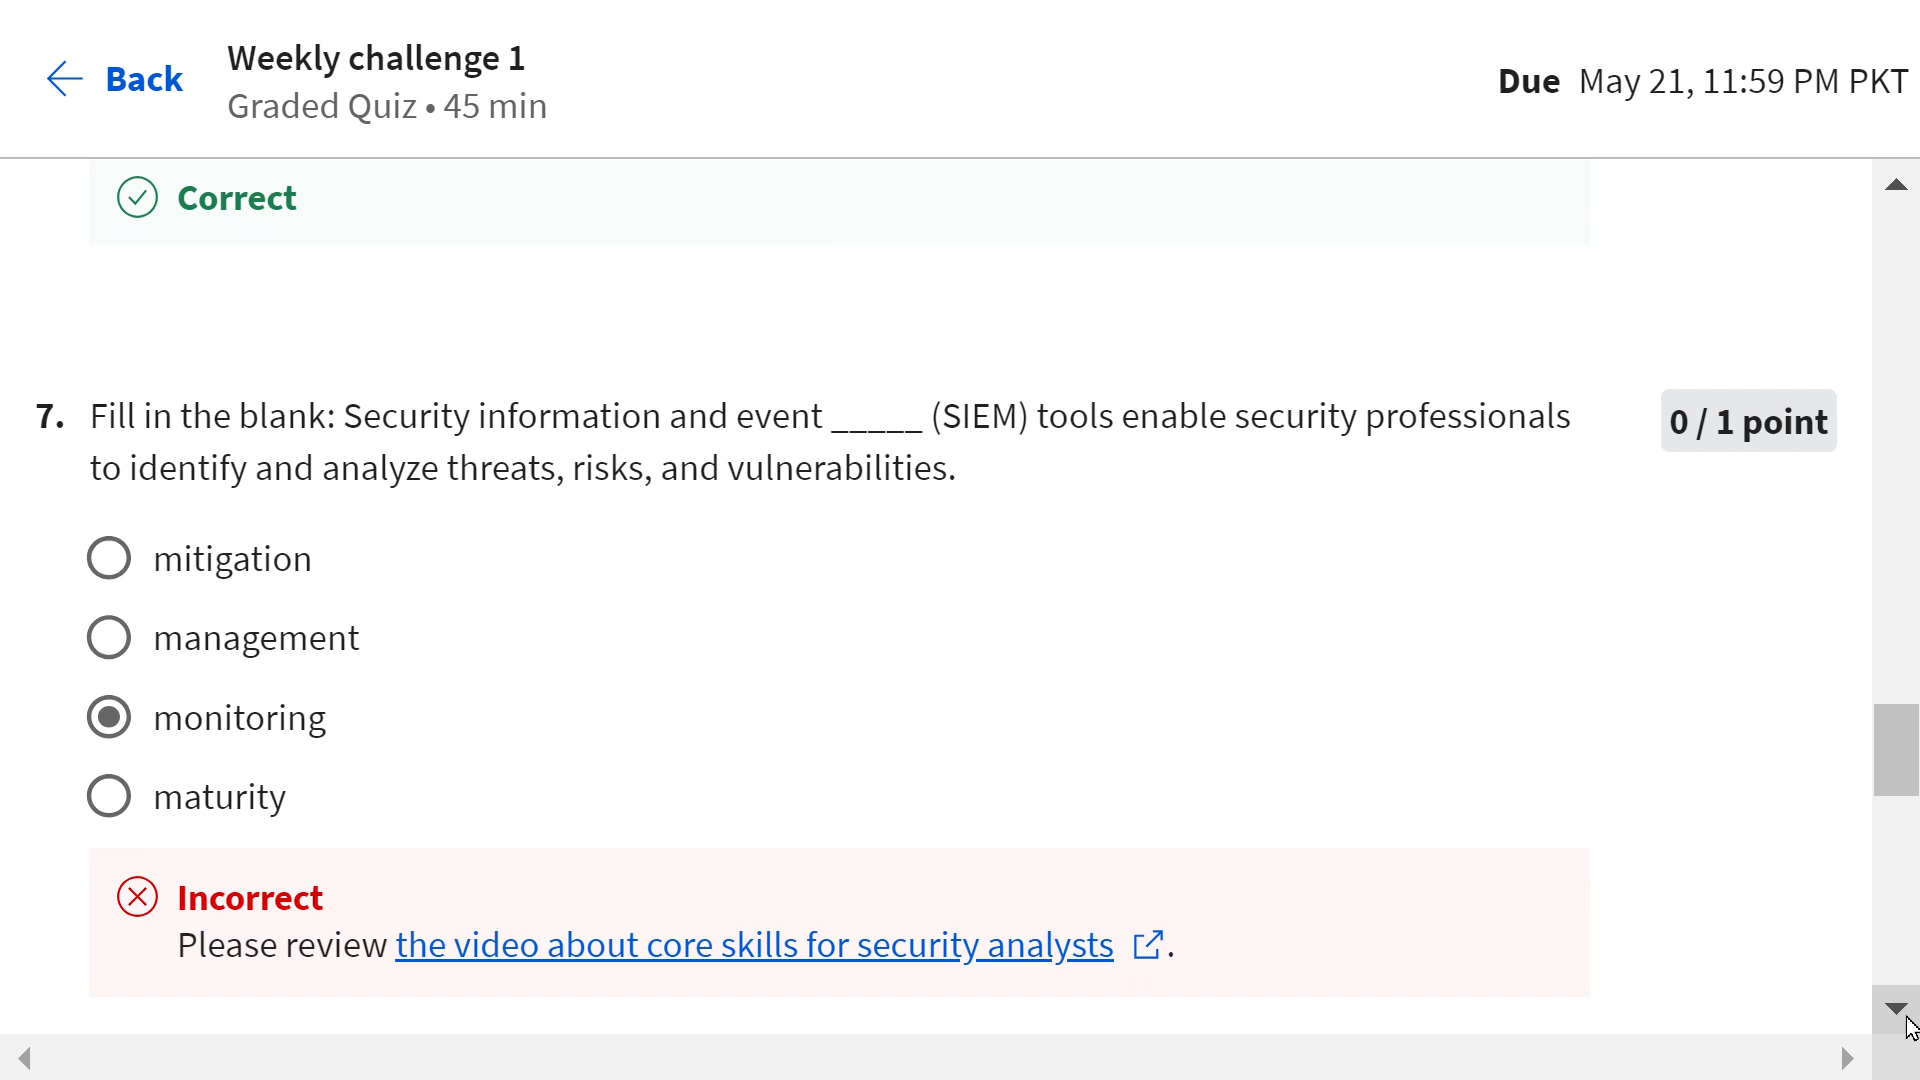 Back
Weekly challenge 1
Graded Quiz • 45 min
Due May 21, 11:59 PM PKT
Correct
7. Fill in the blank: Security information and event _____ (SIEM) tools enable security professionals
to identify and analyze threats, risks, and vulnerabilities.
0 / 1 point
mitigation
management
monitoring
maturity
Incorrect
Please review the video about core skills for security analysts .